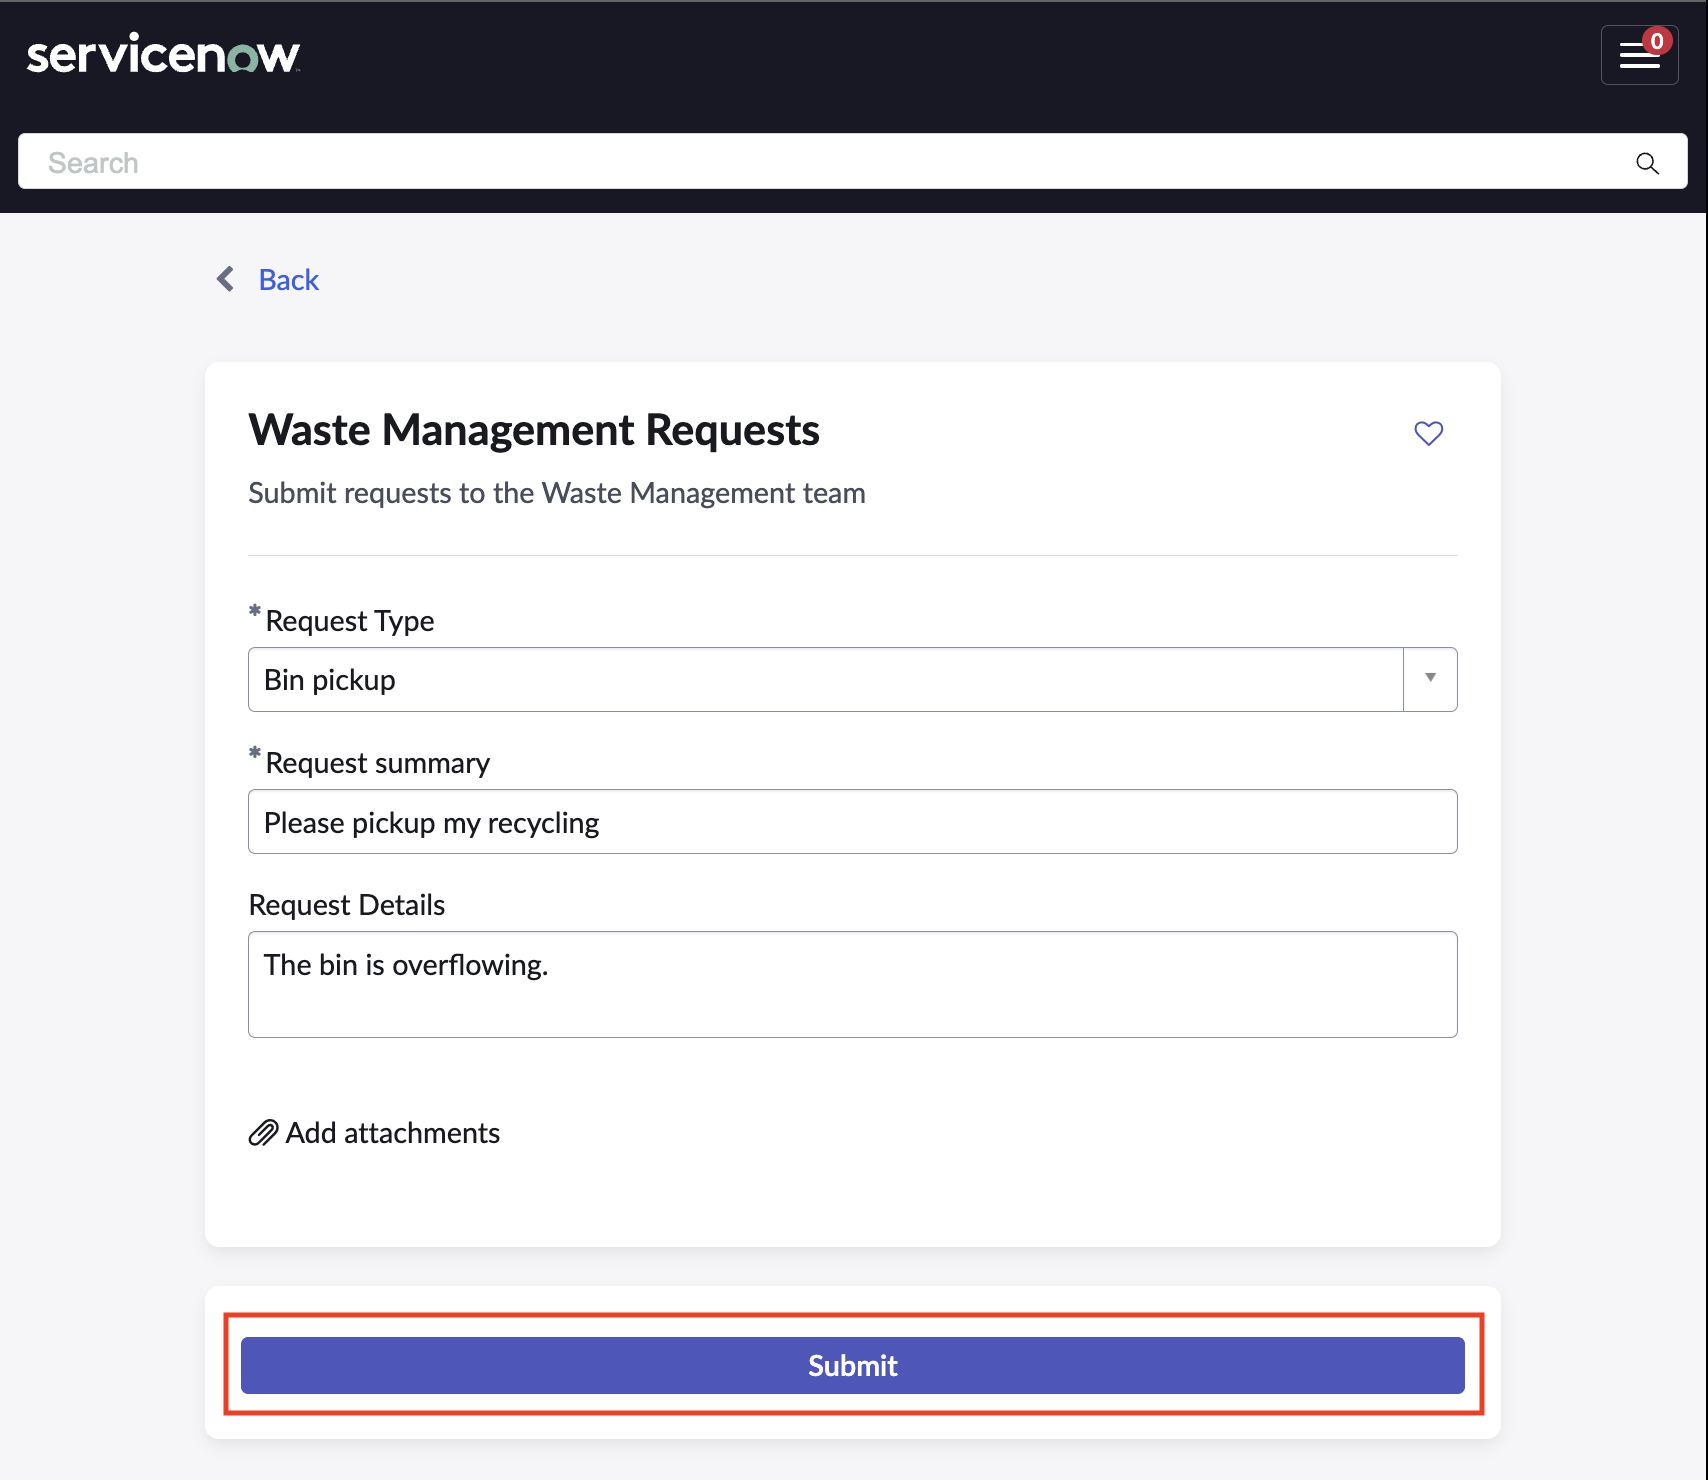 servicenow
0
Search
Back
Waste Management Requests
Submit requests to the Waste Management team
* Request Type
Bin pickup
* Request summary
Please pickup my recycling
Request Details
The bin is overflowing.
Add attachments
Submit